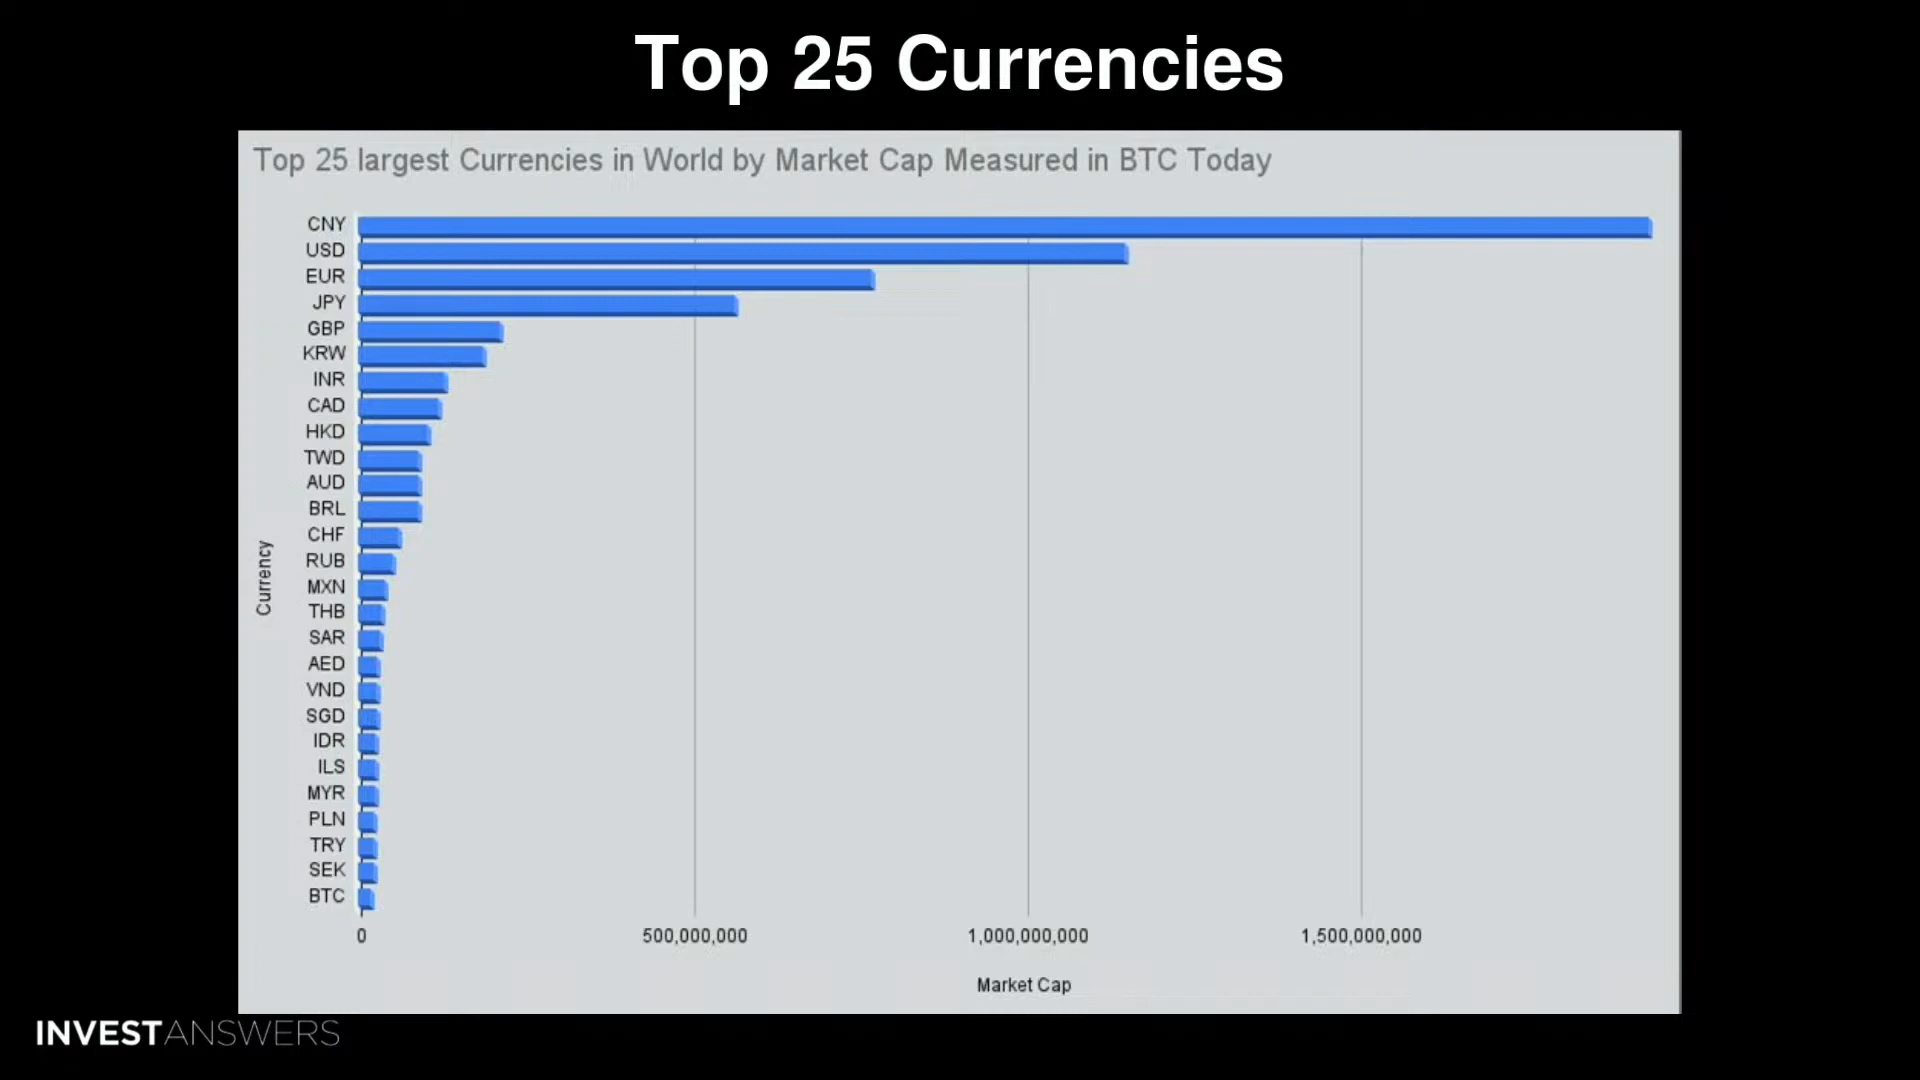 Top 25 Currencies
Top 25 largest Currencies in World by Market Cap Measured in BTC Today
CNY
USD
EUR
JPY
GBP
KRW
INR
CAD
HKD
TWD
AUD
BRL
CHF
RUB
MXN
THB
SAR
AED
VND
SGD
IDR
ILS
MYR
PLN
TRY
SEK
BTC
Currency
0 500,000,000 1,000,000,000 1,500,000,000
Market Cap
INVESTANSWERS